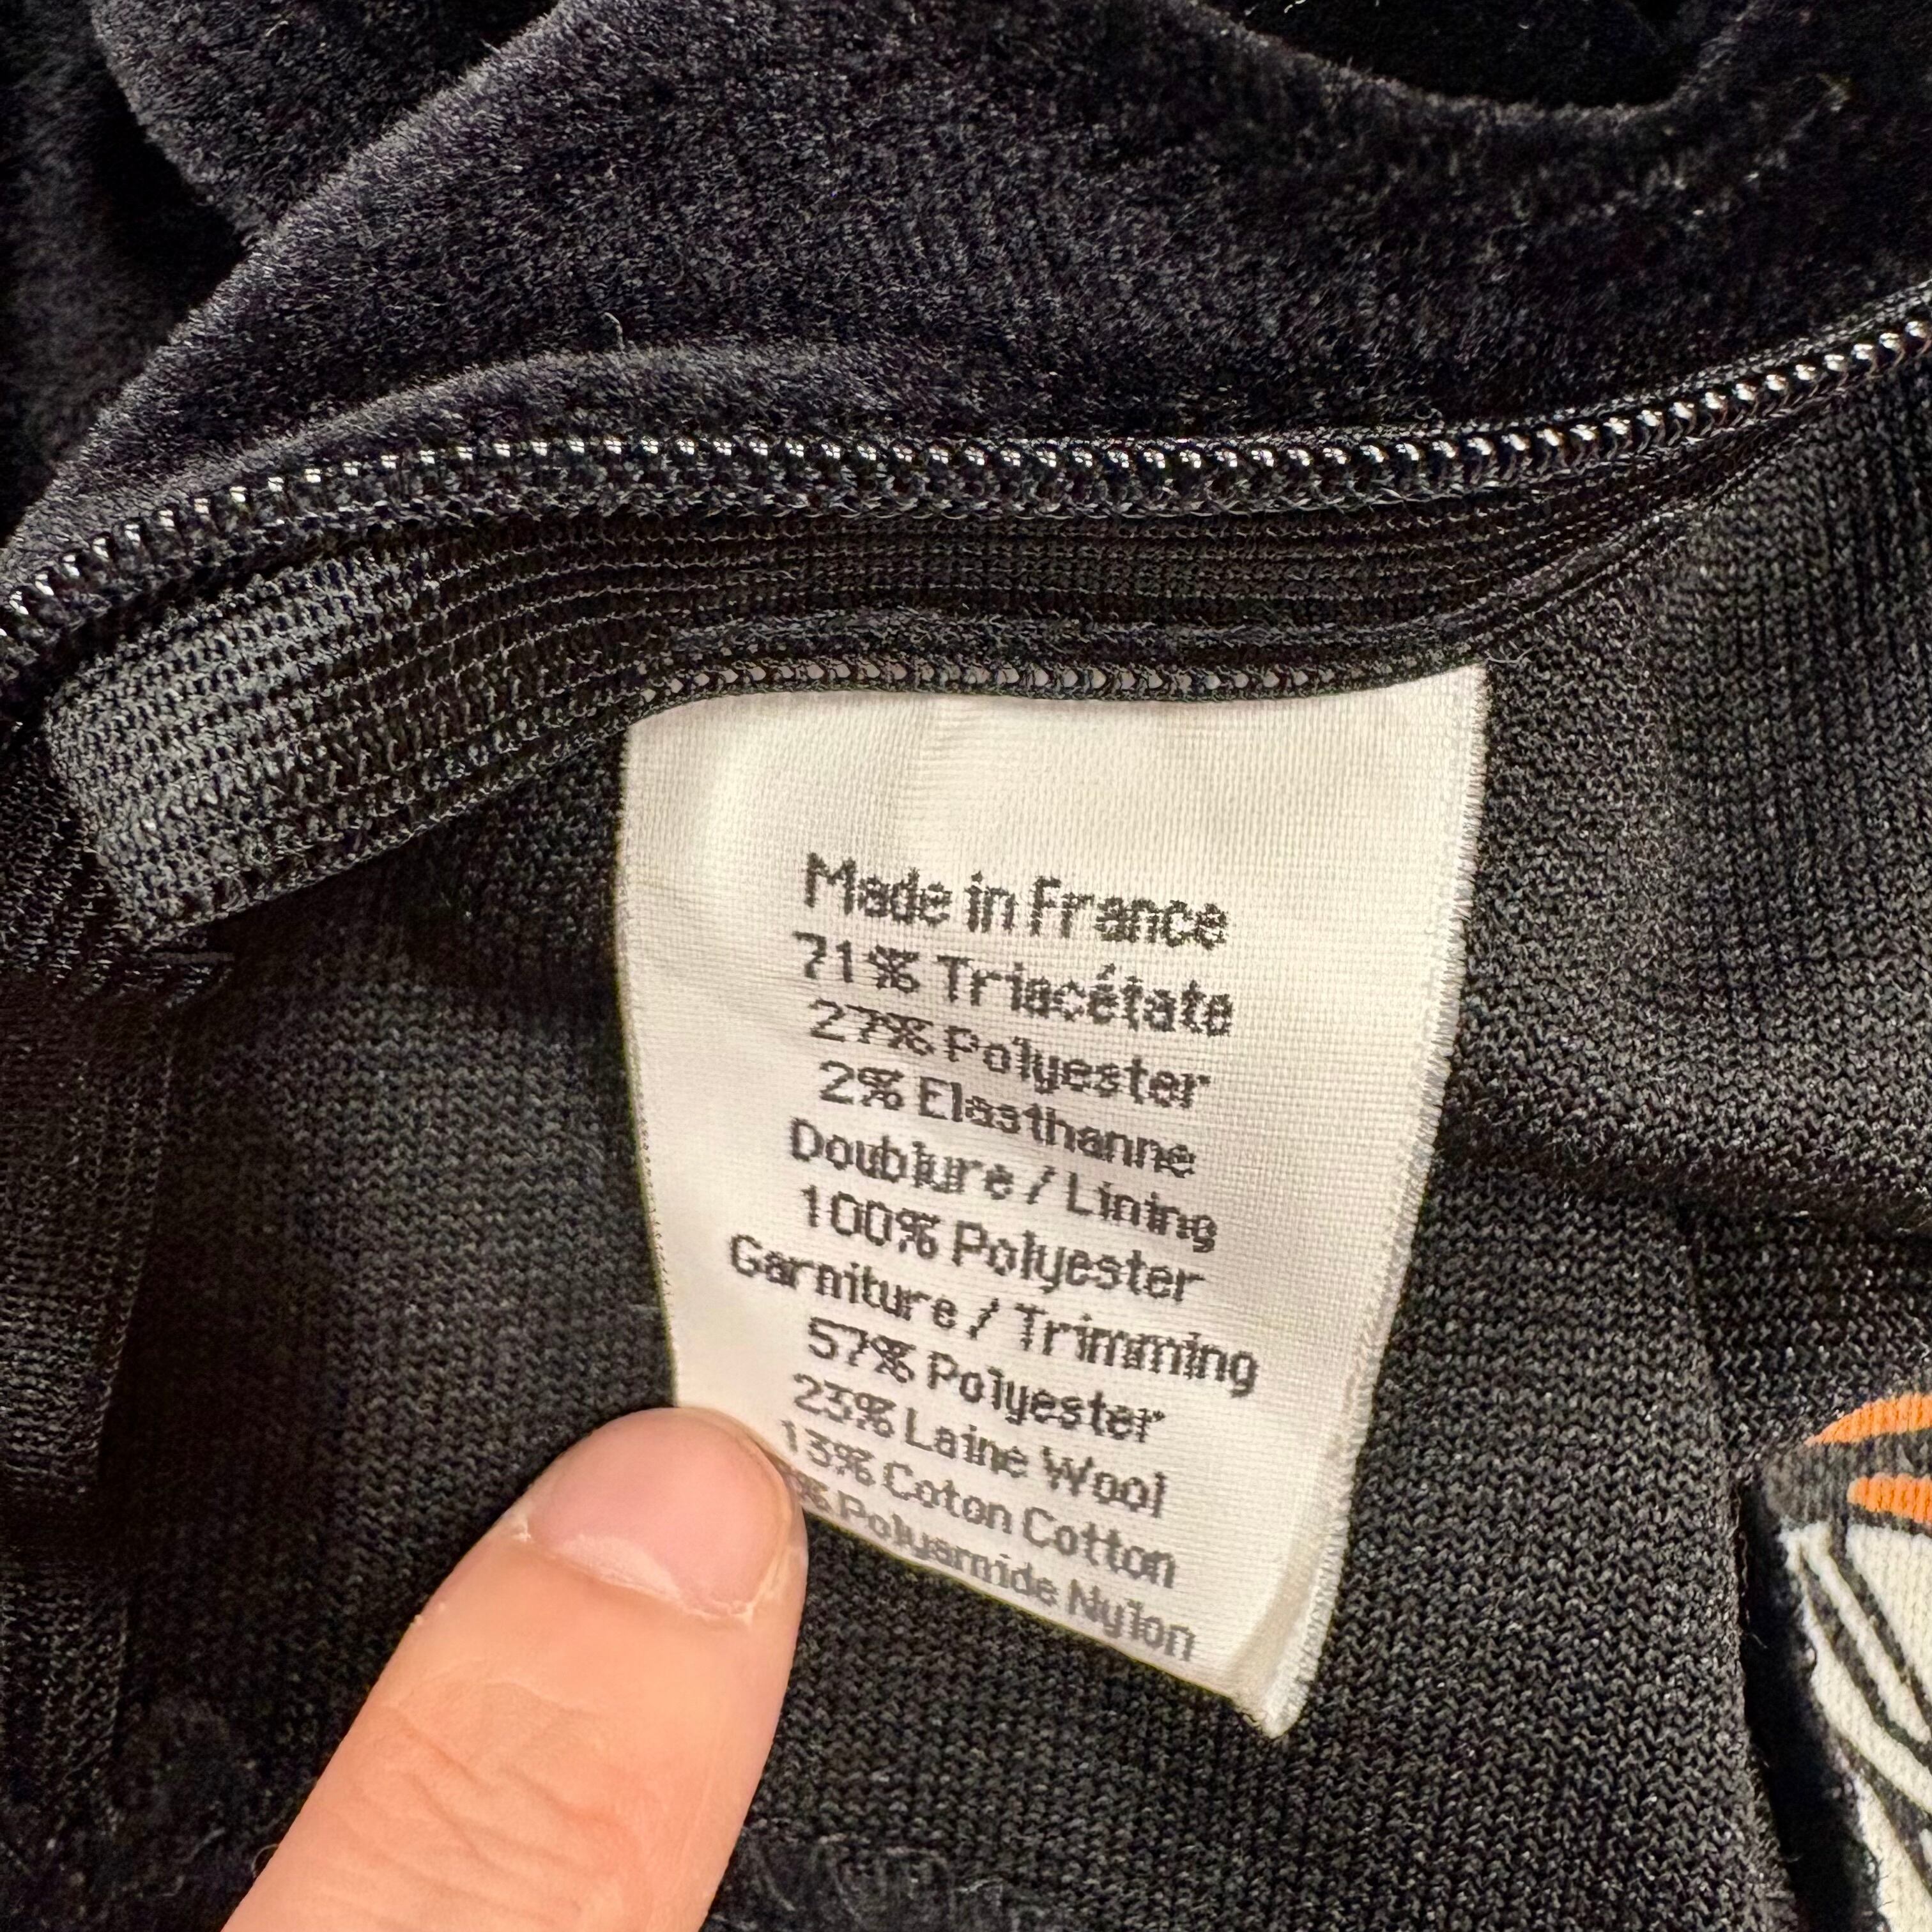 Made in France
71% Triacétate
27% Polyester
2% Elasthanne
Doublure / Lining
100% Polyester
Garniture / Trimming
57% Polyester
23% Laine Wool
13% Coton Cotton
% Polyamide Nylon